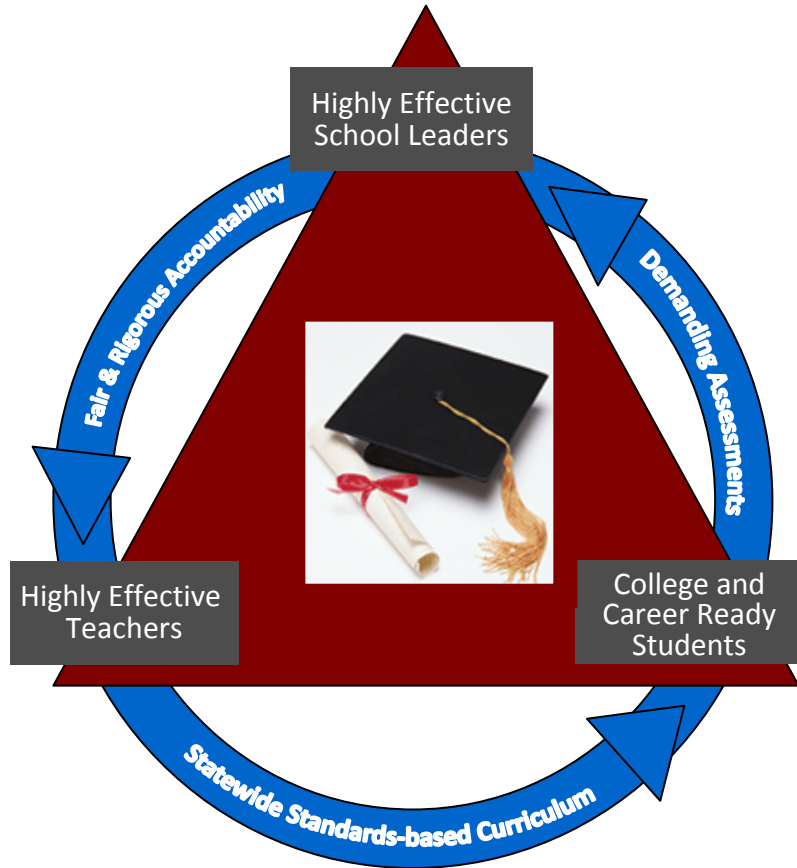 Highly Effective
School Leaders
Fair & Rigorous Accountability
Demanding Assessments
Highly Effective
Teachers
College and
Career Ready
Students
Statewide Standards-based Curriculum